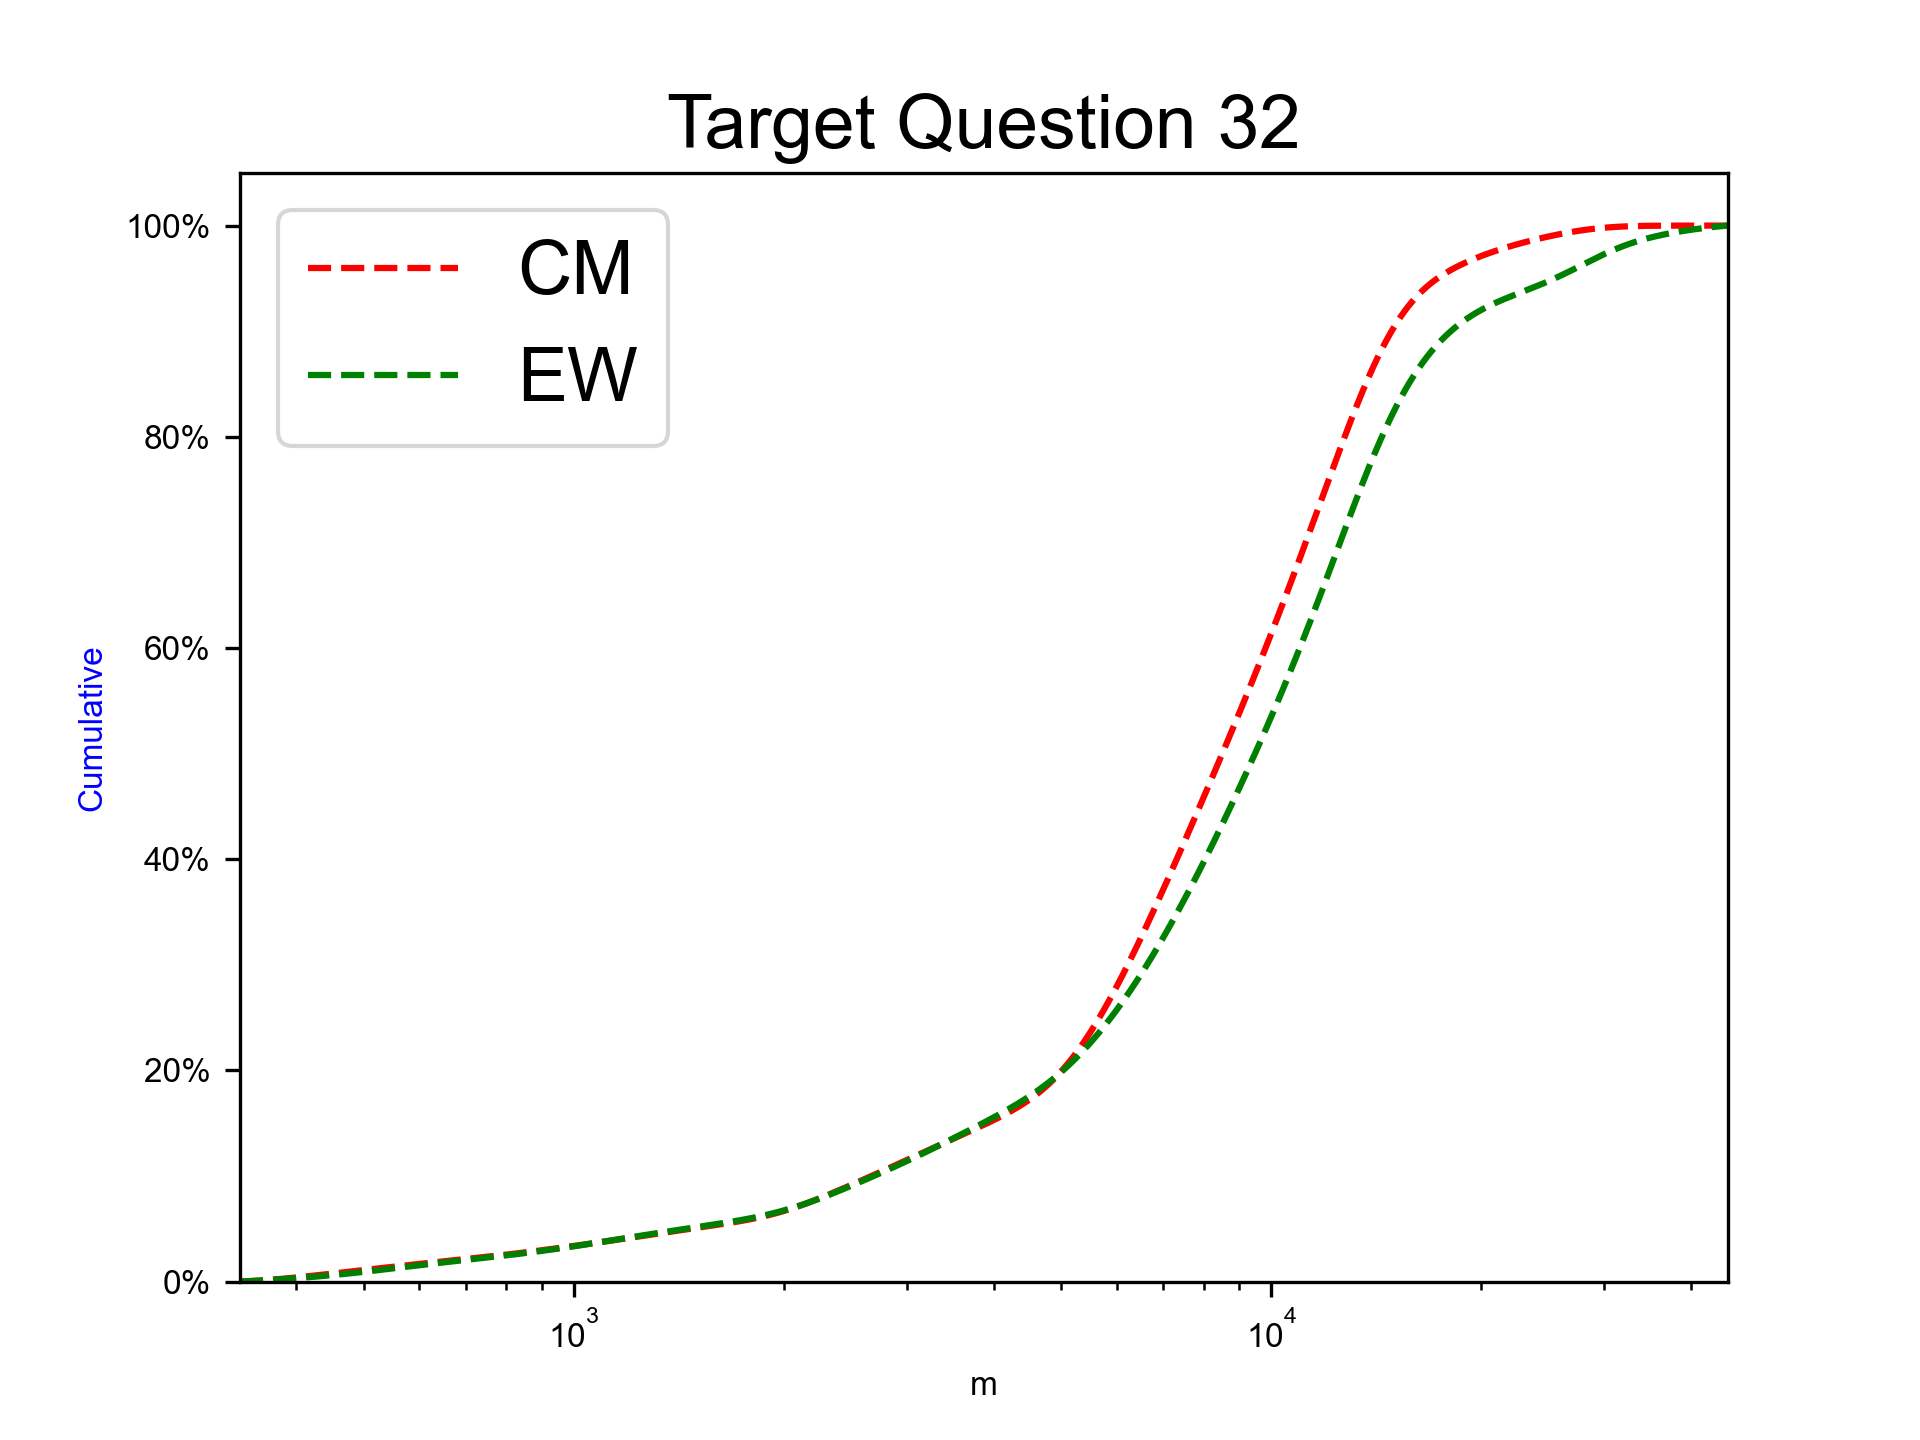 Target Question 32
CM
EW
100%
80%
60%
40%
20%
0%
Cumulative
10³
10⁴
m